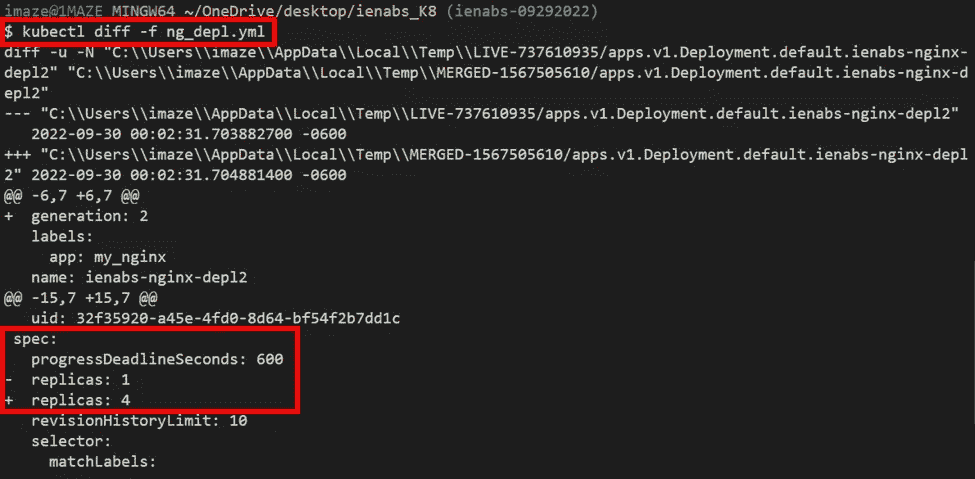 imaze@1MAZE MINGW64 ~/OneDrive/desktop/ienabs_K8 (ienabs-09292022)
$ kubectl diff -f ng_depl.yml
diff -u -N "C:\\Users\\imaze\\AppData\\Local\\Temp\\LIVE-737610935/apps.v1.Deployment.default.ienabs-nginx-
depl2" "C:\\Users\\imaze\\AppData\\Local\\Temp\\MERGED-1567505610/apps.v1.Deployment.default.ienabs-nginx-d
epl2"
--- "C:\\Users\\imaze\\AppData\\Local\\Temp\\LIVE-737610935/apps.v1.Deployment.default.ienabs-nginx-depl2"
    2022-09-30 00:02:31.703882700 -0600
+++ "C:\\Users\\imaze\\AppData\\Local\\Temp\\MERGED-1567505610/apps.v1.Deployment.default.ienabs-nginx-depl
2" 2022-09-30 00:02:31.704881400 -0600
@@ -6,7 +6,7 @@
+  generation: 2
   labels:
     app: my_nginx
   name: ienabs-nginx-depl2
@@ -15,7 +15,7 @@
   uid: 32f35920-a45e-4fd0-8d64-bf54f2b7dd1c
 spec:
   progressDeadlineSeconds: 600
-  replicas: 1
+  replicas: 4
   revisionHistoryLimit: 10
   selector:
     matchLabels: